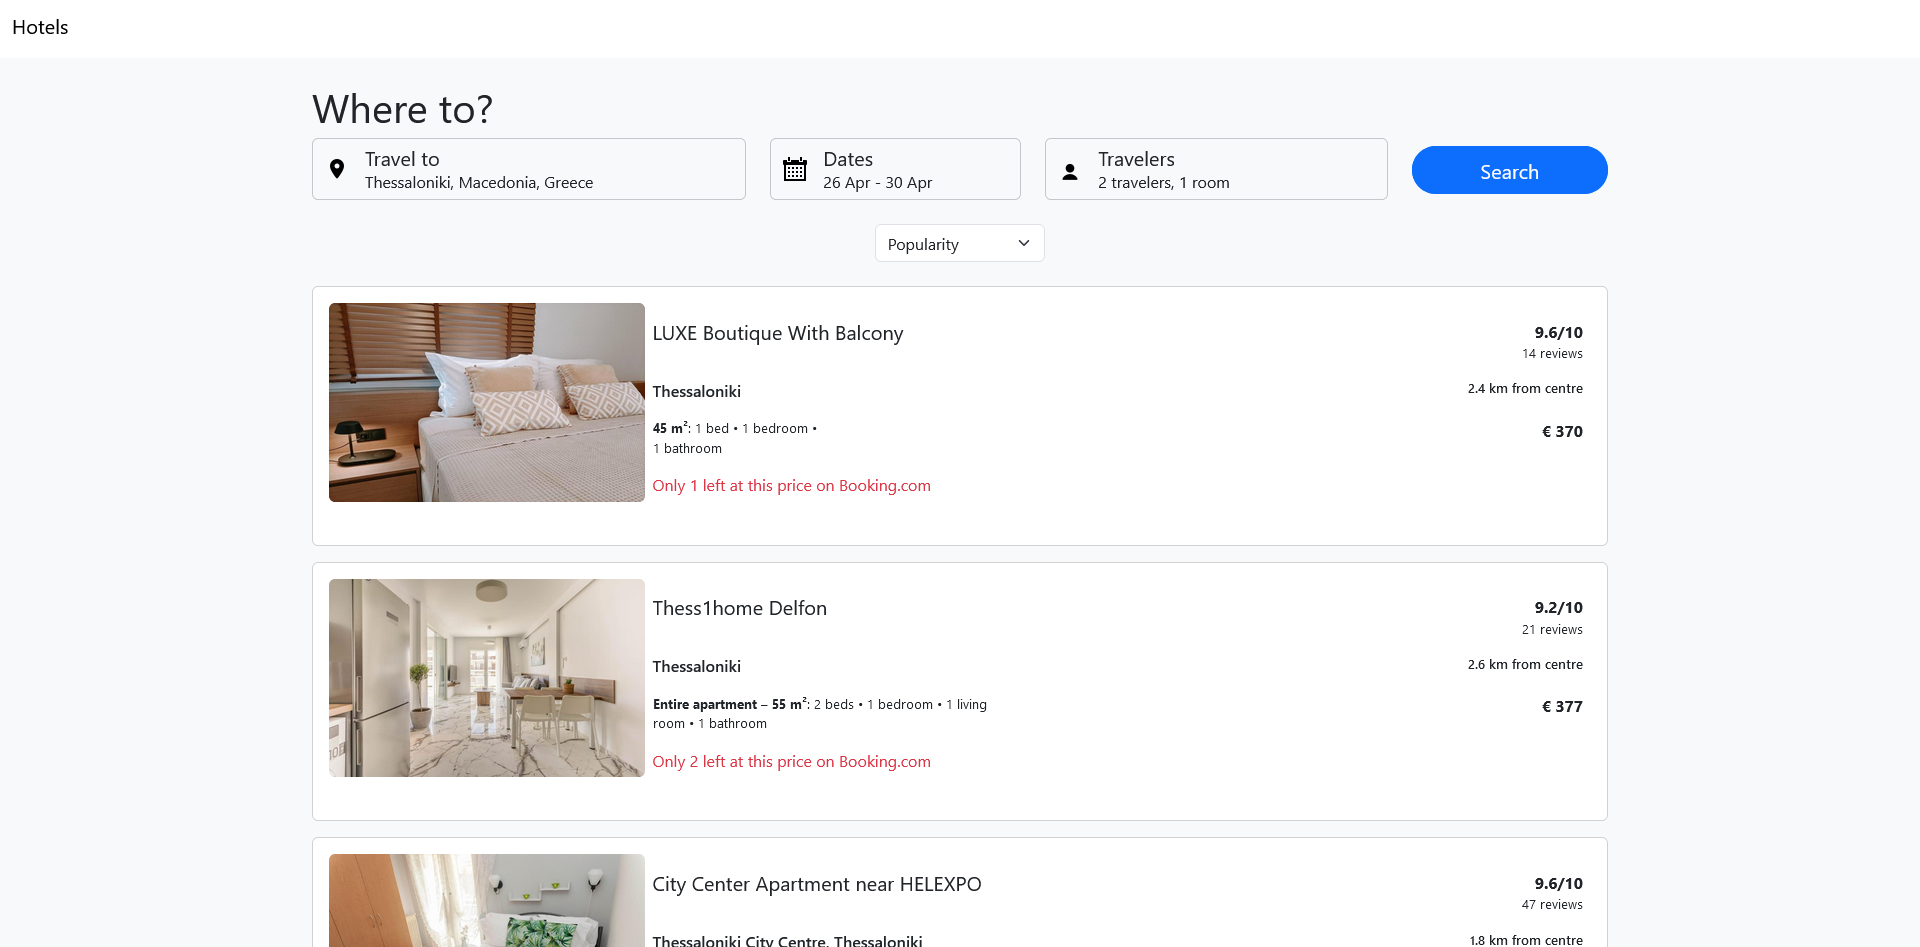 Hotels
Where to?
Travel to
Thessaloniki, Macedonia, Greece
Dates
26 Apr - 30 Apr
Travelers
2 travelers, 1 room
Search
Popularity
LUXE Boutique With Balcony
9.6/10
14 reviews
Thessaloniki
2.4 km from centre
45 m²: 1 bed • 1 bedroom •
1 bathroom
€ 370
Only 1 left at this price on Booking.com
Thess1home Delfon
9.2/10
21 reviews
Thessaloniki
2.6 km from centre
Entire apartment – 55 m²: 2 beds • 1 bedroom • 1 living
room • 1 bathroom
€ 377
Only 2 left at this price on Booking.com
City Center Apartment near HELEXPO
9.6/10
47 reviews
Thessaloniki City Centre, Thessaloniki
1.8 km from centre